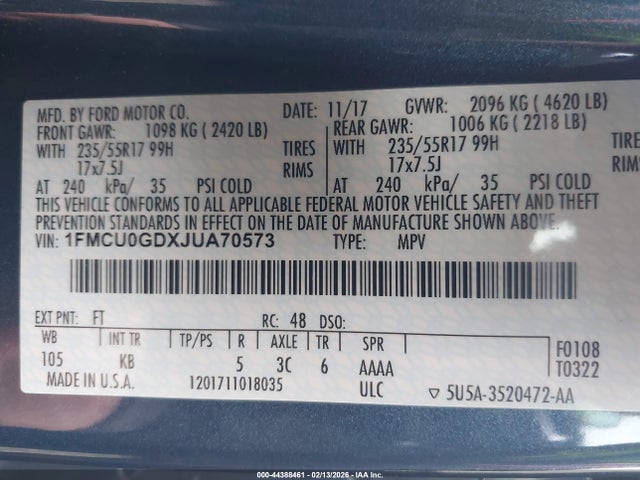 MFD. BY FORD MOTOR CO. DATE: 11/17 GVWR: 2096 KG ( 4620 LB)
FRONT GAWR: 1098 KG ( 2420 LB) REAR GAWR: 1006 KG ( 2218 LB)
WITH 235/55R17 99H TIRES WITH 235/55R17 99H TIRES
17x7.5J RIMS 17x7.5J RIMS
AT 240 kPa/ 35 PSI COLD AT 240 kPa/ 35 PSI COLD
THIS VEHICLE CONFORMS TO ALL APPLICABLE FEDERAL MOTOR VEHICLE SAFETY AND THEFT
PREVENTION STANDARDS IN EFFECT ON THE DATE OF MANUFACTURE SHOWN ABOVE.
VIN: 1FMCU0GDXJUA70573 TYPE: MPV
EXT PNT: FT RC: 48 DSO:
WB INT TR TP/PS R AXLE TR SPR F0108
105 KB 5 3C 6 AAAA T0322
MADE IN U.S.A. 1201711018035 ULC ▽ 5U5A-3520472-AA
000-44388461 - 02/13/2026 - IAA Inc.